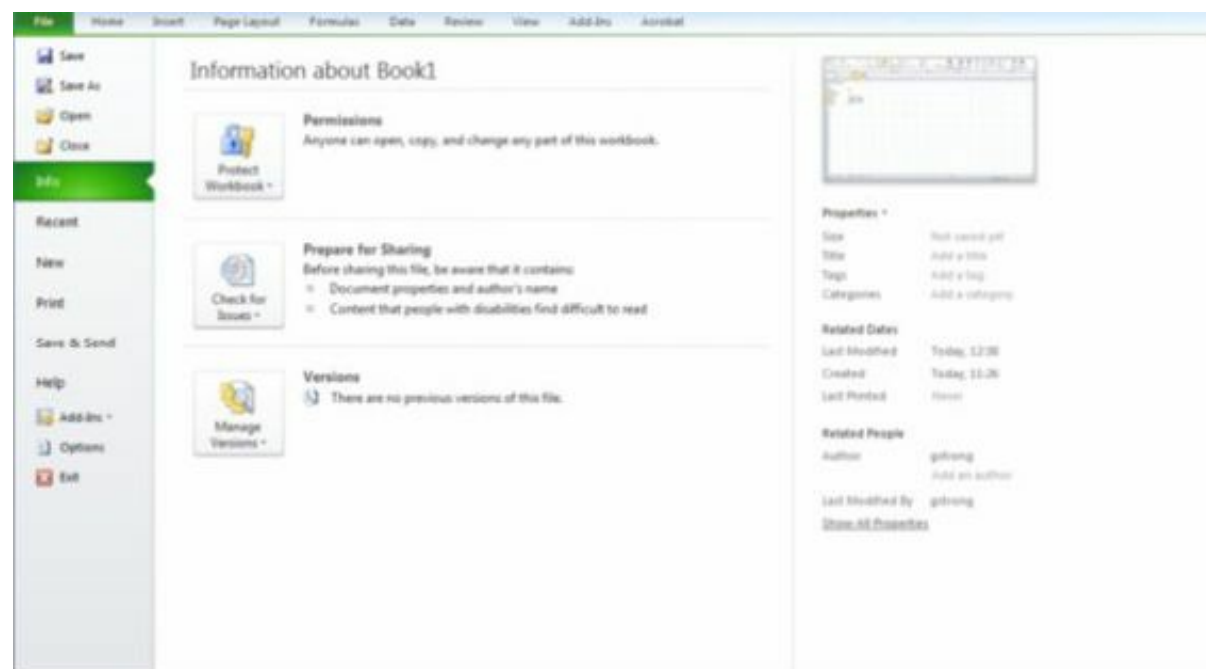 File Home Insert Page Layout Formulas Data Review View Add-Ins Acrobat
Save
Save As
Open
Close
Info
Recent
New
Print
Save & Send
Help
Add-Ins
Options
Exit
Information about Book1
Protect
Workbook
Permissions
Anyone can open, copy, and change any part of this workbook.
Check for
Issues
Prepare for Sharing
Before sharing this file, be aware that it contains:
Document properties and author's name
Content that people with disabilities find difficult to read
Manage
Versions
Versions
There are no previous versions of this file.
Properties
Size Not saved yet
Title Add a title
Tags Add a tag
Categories Add a category
Related Dates
Last Modified Today, 12:38
Created Today, 11:26
Last Printed Never
Related People
Author
Add an author
Last Modified By
Show All Properties